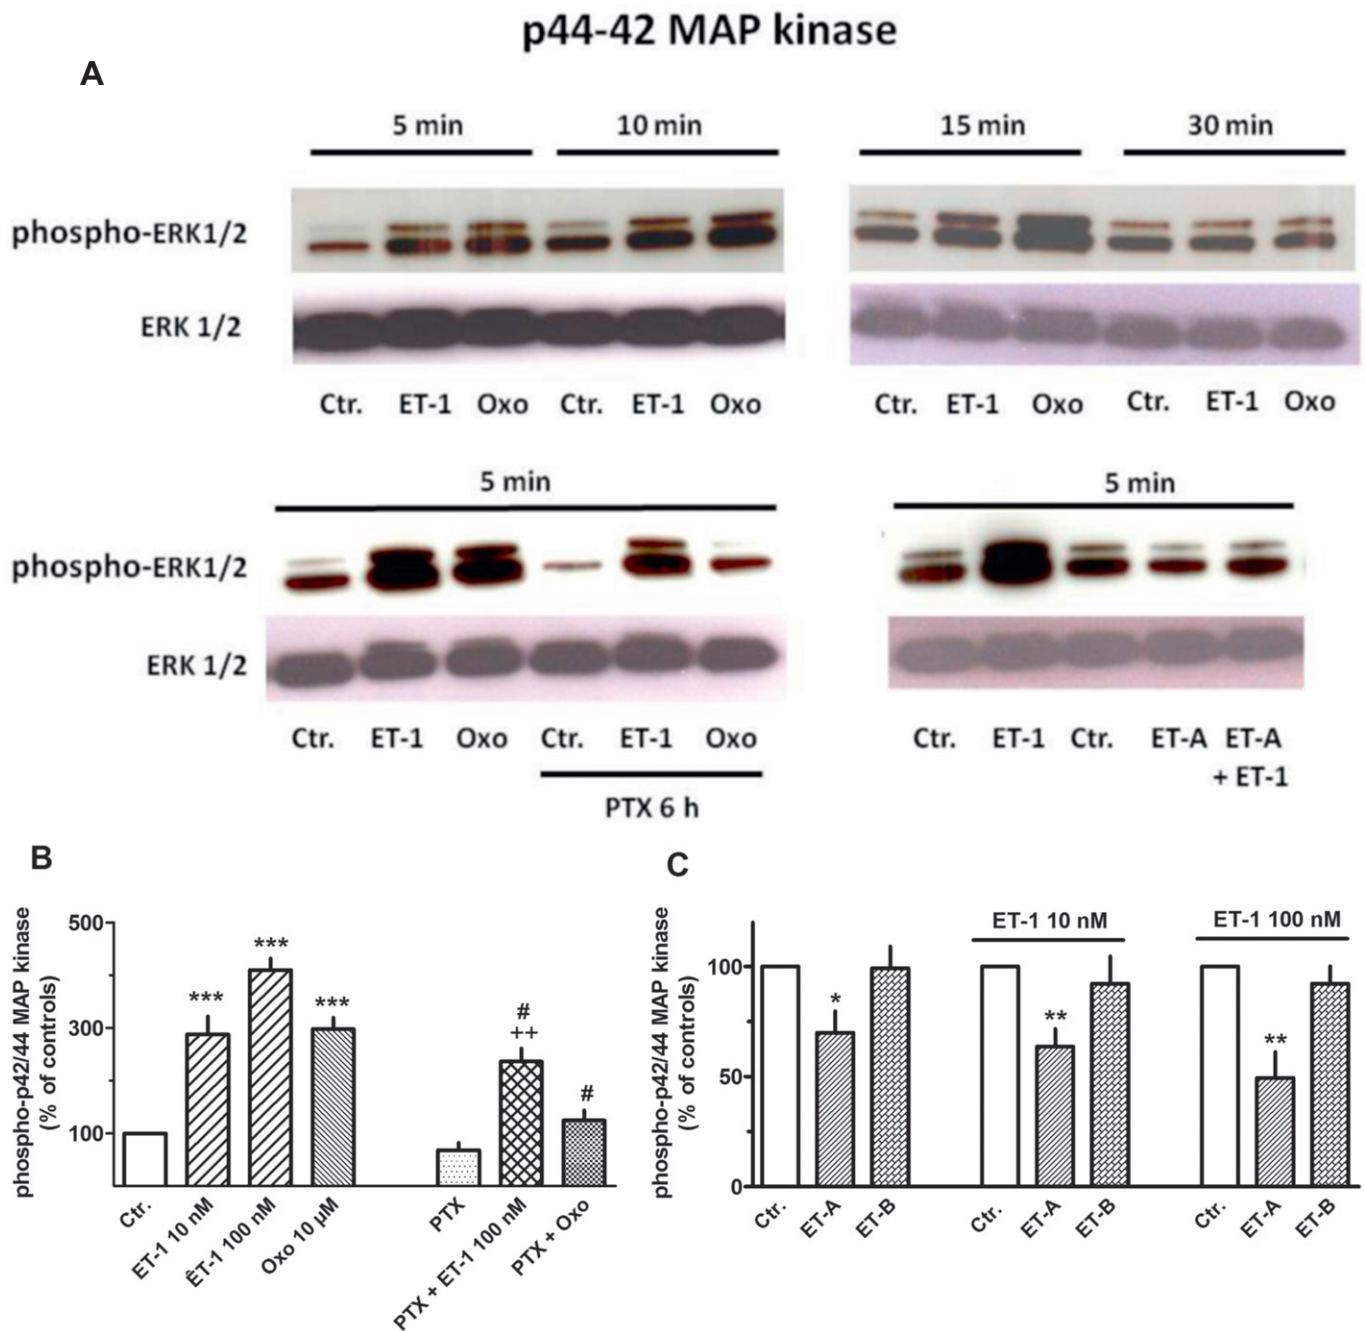 p44-42 MAP kinase
A
5 min 10 min 15 min 30 min
phospho-ERK1/2
ERK 1/2
Ctr. ET-1 Oxo Ctr. ET-1 Oxo Ctr. ET-1 Oxo Ctr. ET-1 Oxo
5 min 5 min
phospho-ERK1/2
ERK 1/2
Ctr. ET-1 Oxo Ctr. ET-1 Oxo Ctr. ET-1 Ctr. ET-A ET-A
+ ET-1
PTX 6 h
B
phospho-p42/44 MAP kinase
(% of controls)
500
300
100
***
***
***
#
++
#
Ctr.
ET-1 10 nM
ÊT-1 100 nM
Oxo 10 µM
PTX
PTX + ET-1 100 nM
PTX + Oxo
C
phospho-p42/44 MAP kinase
(% of controls)
100
50
0
ET-1 10 nM
ET-1 100 nM
*
**
**
Ctr.
ET-A
ET-B
Ctr.
ET-A
ET-B
Ctr.
ET-A
ET-B